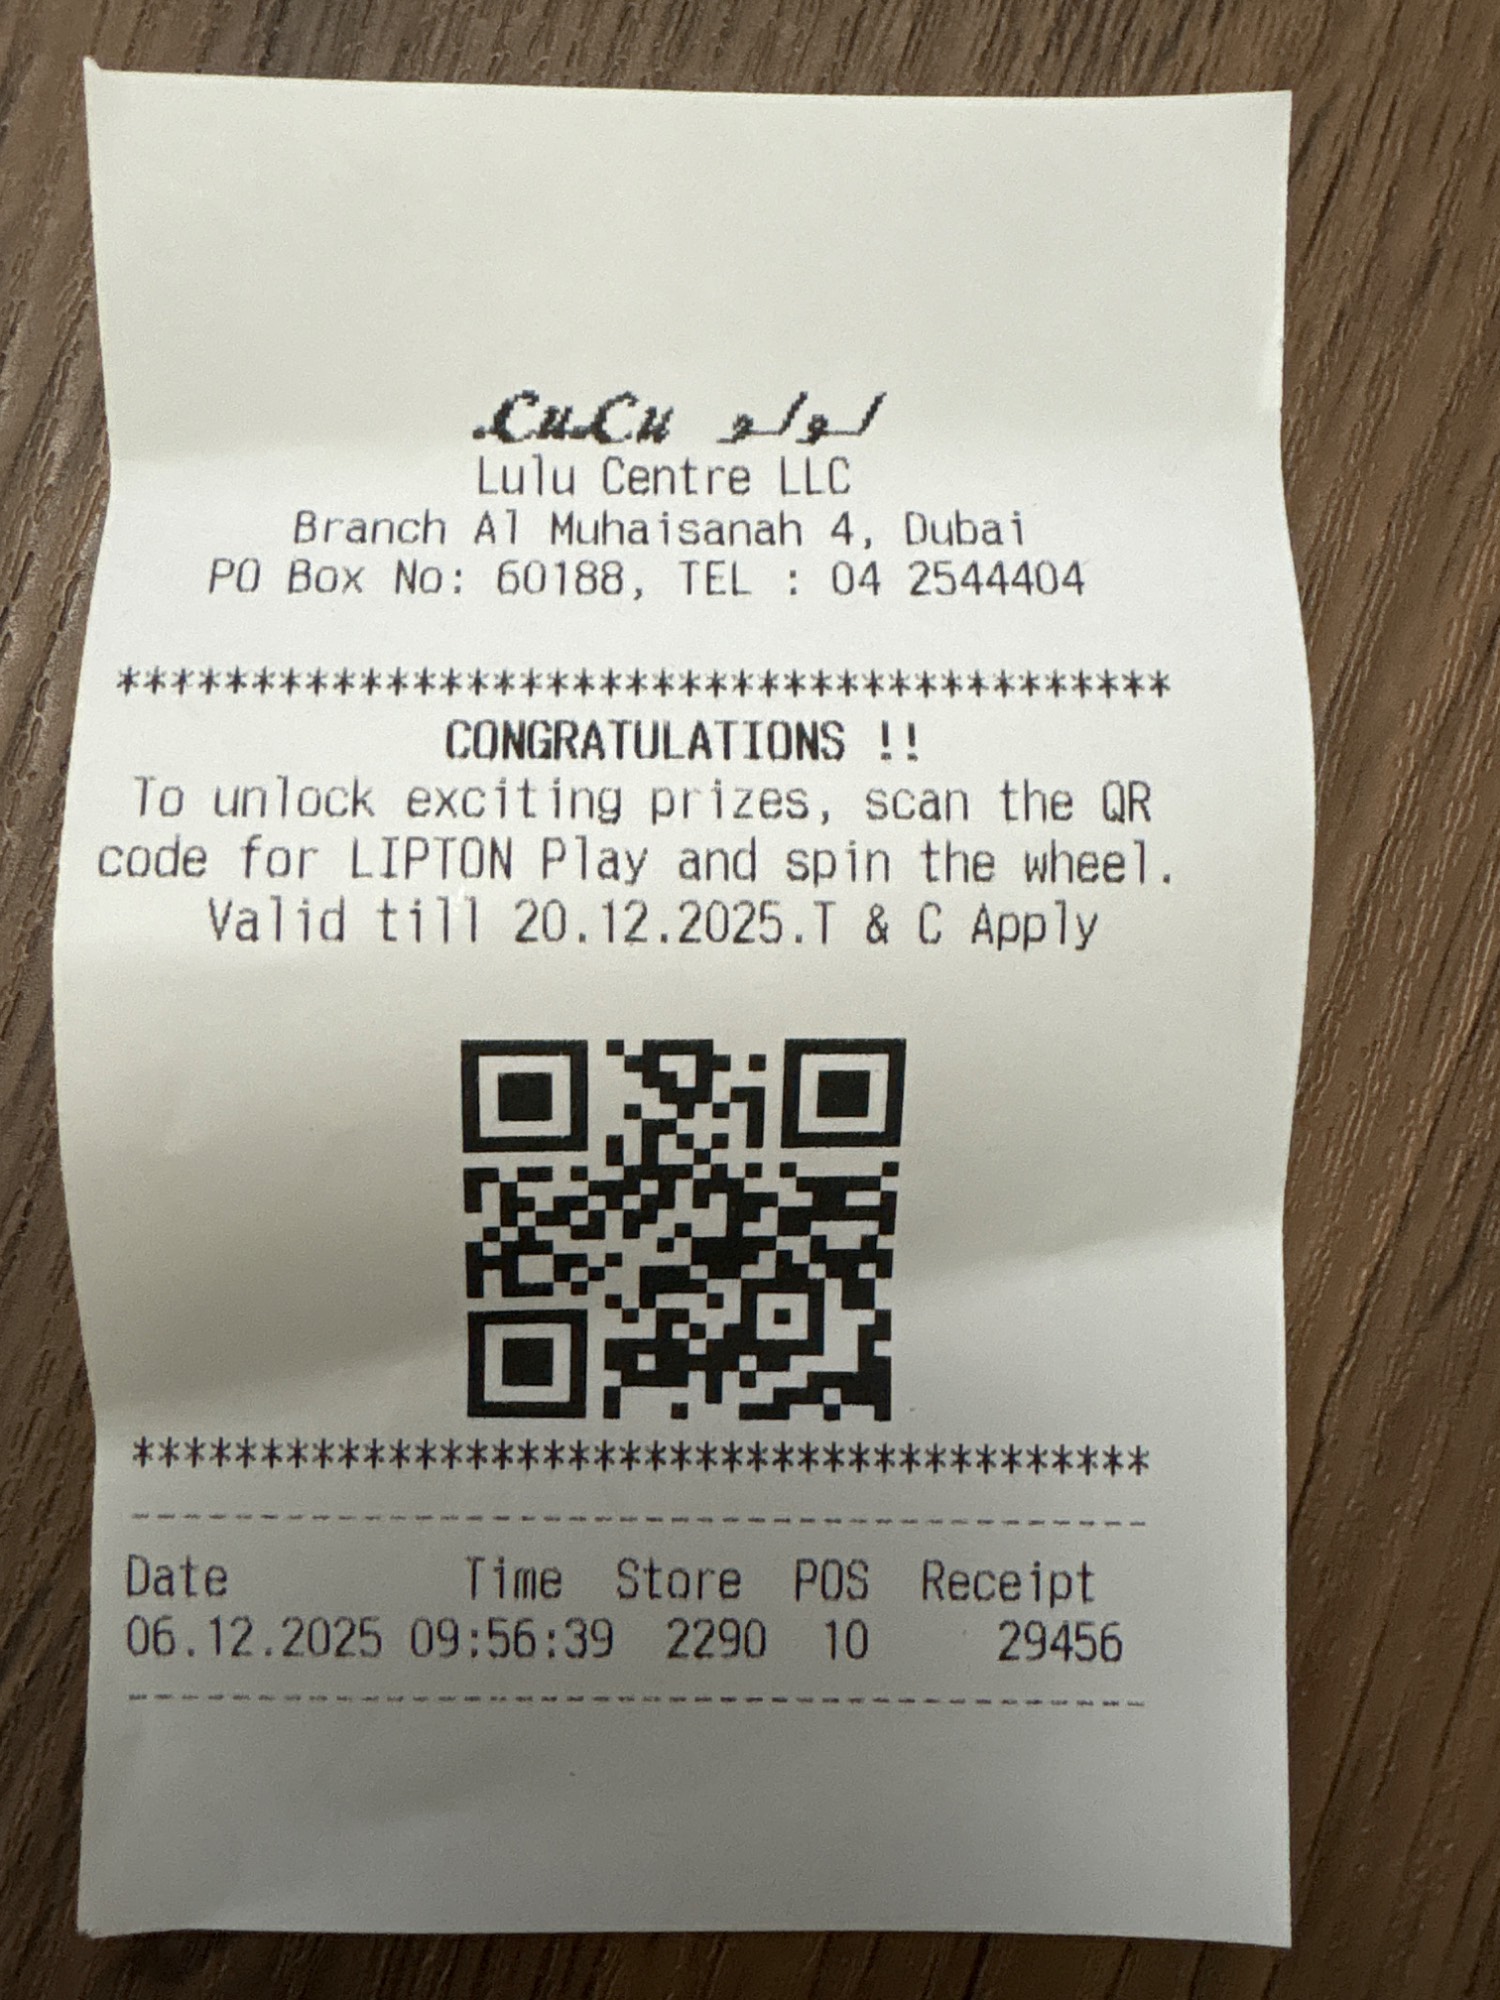 LuLu لولو
Lulu Centre LLC
Branch Al Muhaisanah 4, Dubai
PO Box No: 60188, TEL : 04 2544404
***************************************
CONGRATULATIONS !!
To unlock exciting prizes, scan the QR
code for LIPTON Play and spin the wheel.
Valid till 20.12.2025.T & C Apply
***************************************
---------------------------------------
Date Time Store POS Receipt
06.12.2025 09:56:39 2290 10 29456
---------------------------------------